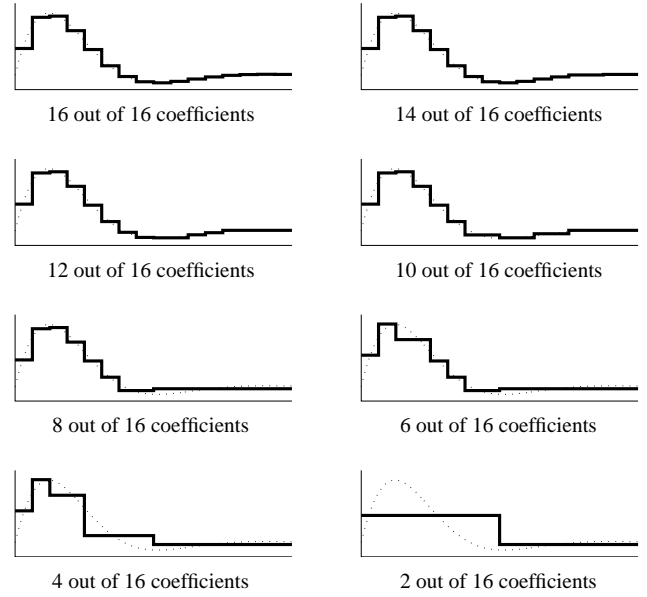 16 out of 16 coefficients
14 out of 16 coefficients
12 out of 16 coefficients
10 out of 16 coefficients
8 out of 16 coefficients
6 out of 16 coefficients
4 out of 16 coefficients
2 out of 16 coefficients